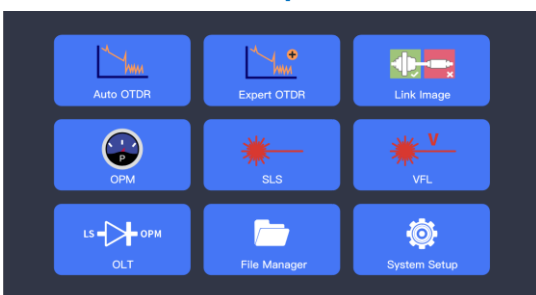 Auto OTDR
Expert OTDR
Link Image
P
OPM
SLS
V
VFL
LS OPM
OLT
File Manager
System Setup